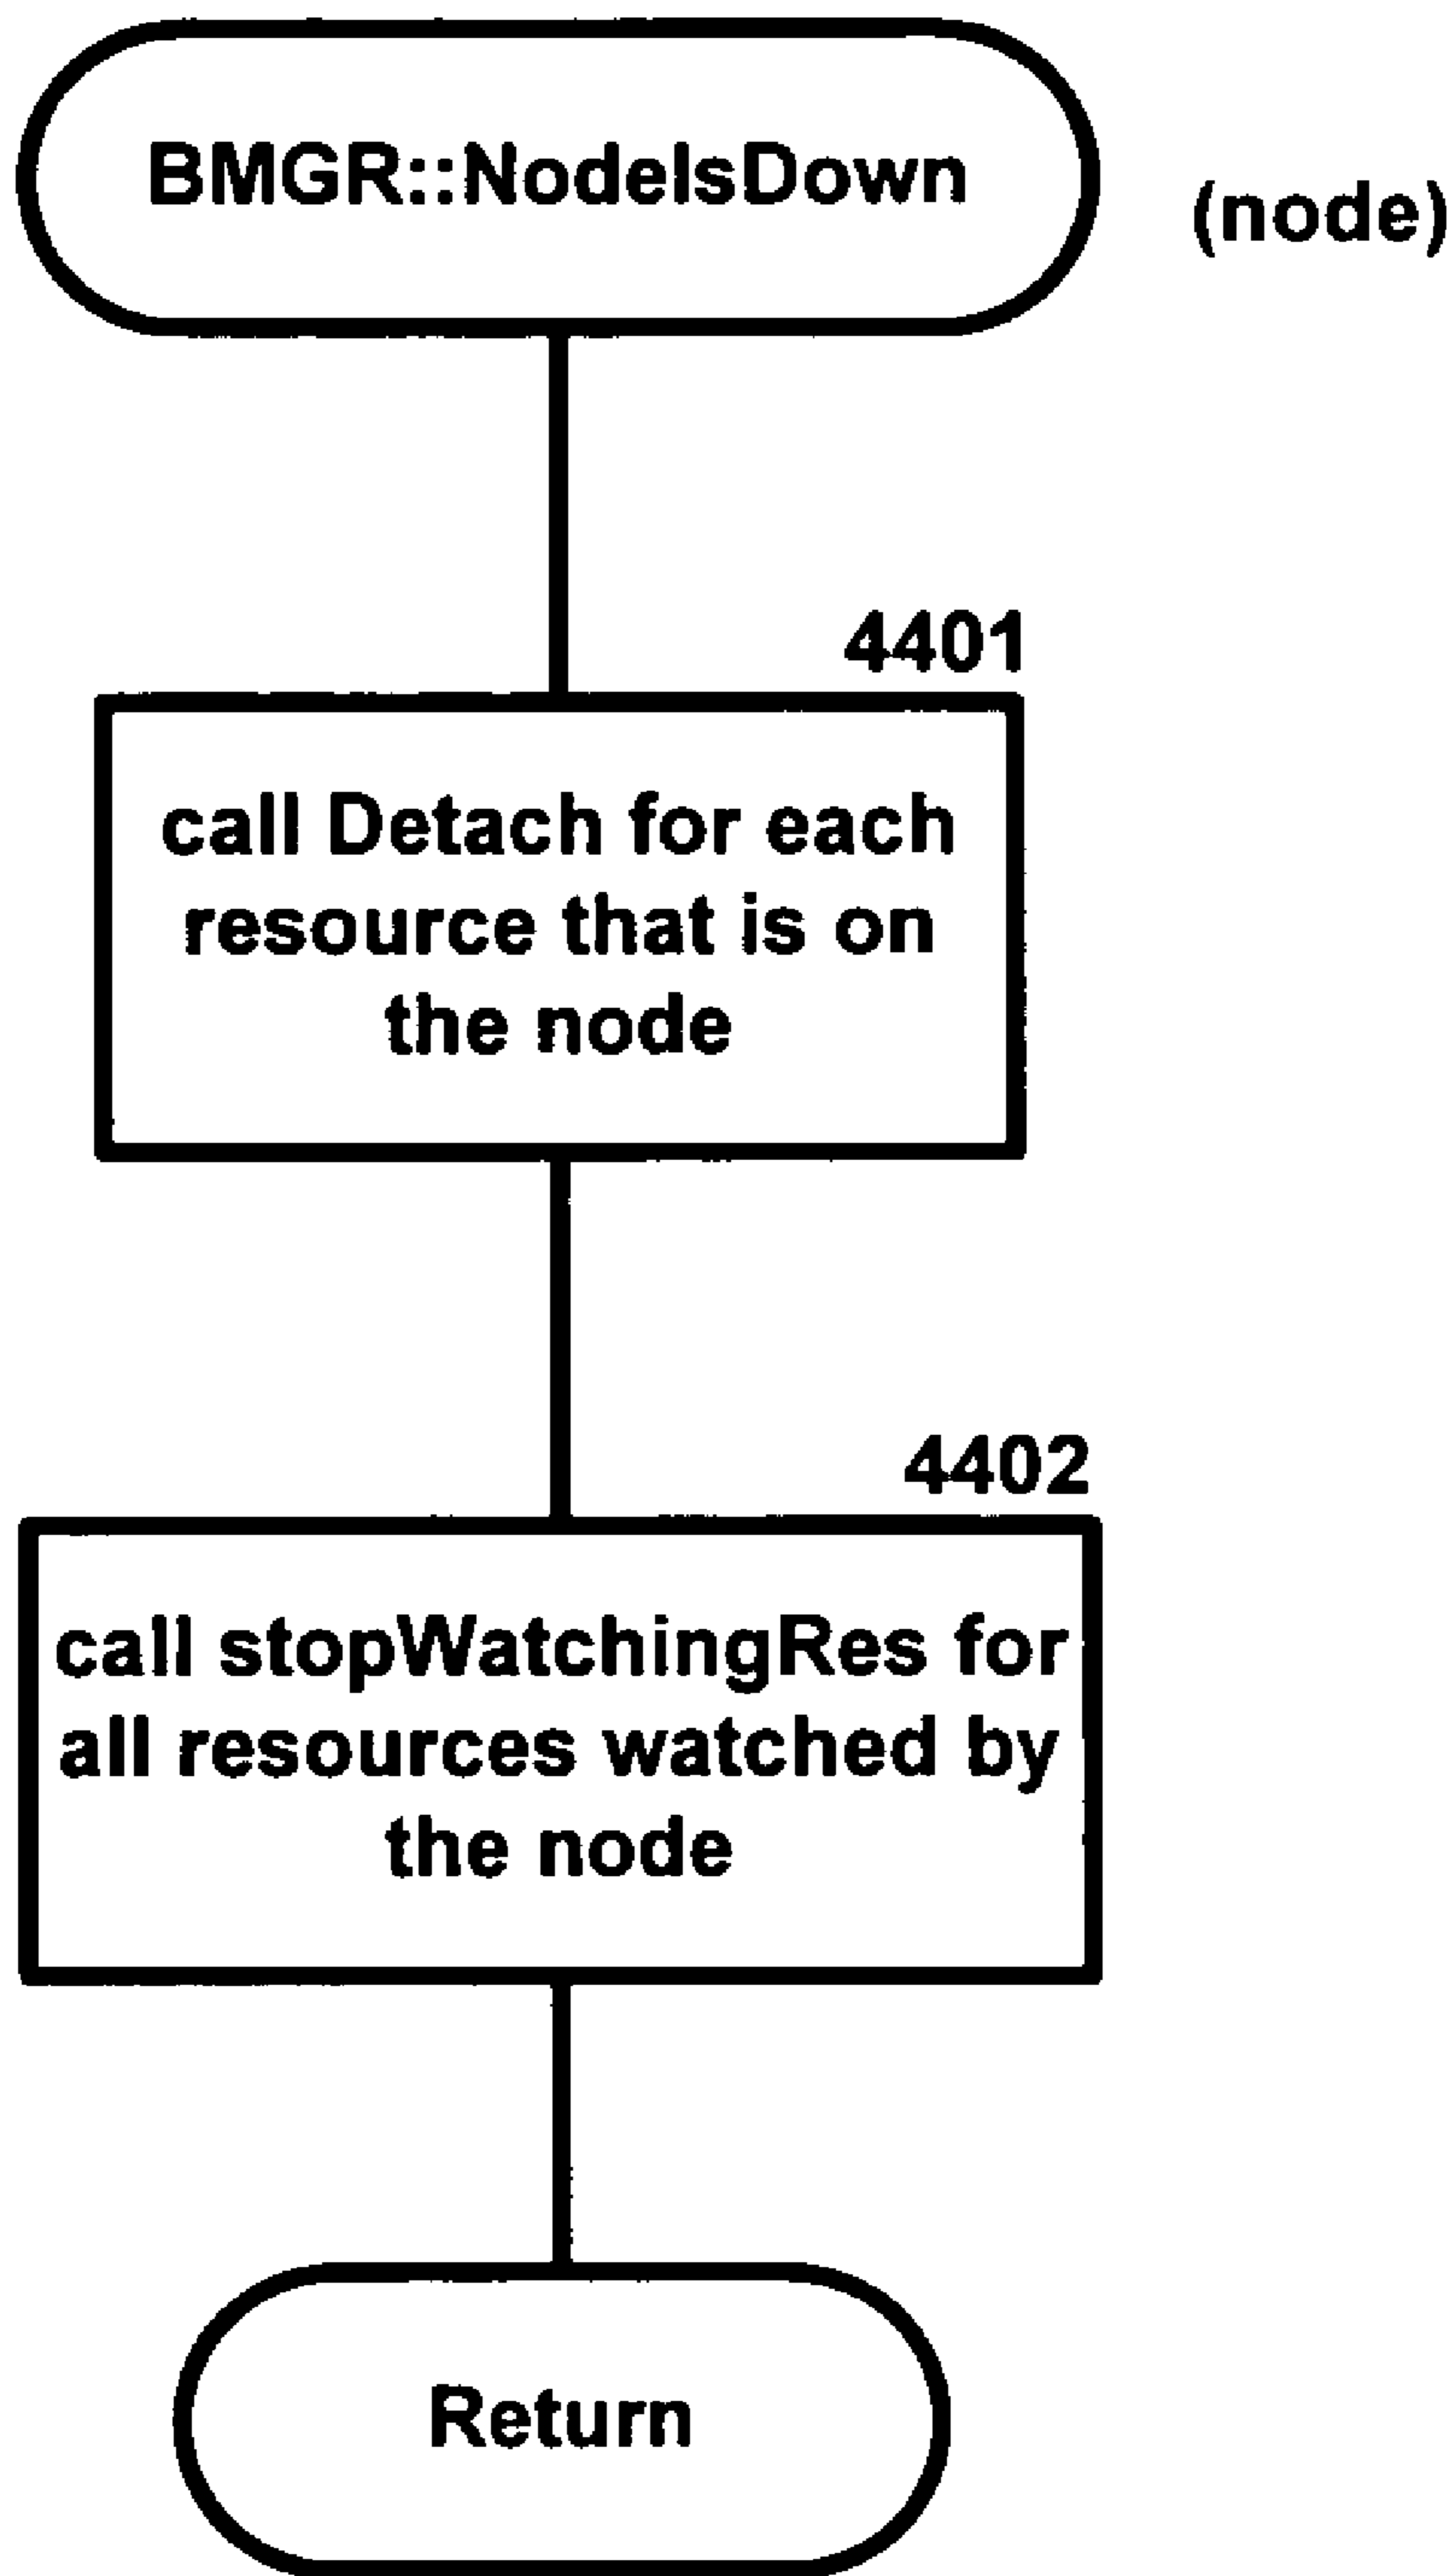 BMGR::NodeIsDown
(node)
4401
call Detach for each
resource that is on
the node
4402
call stopWatchingRes for
all resources watched by
the node
Return